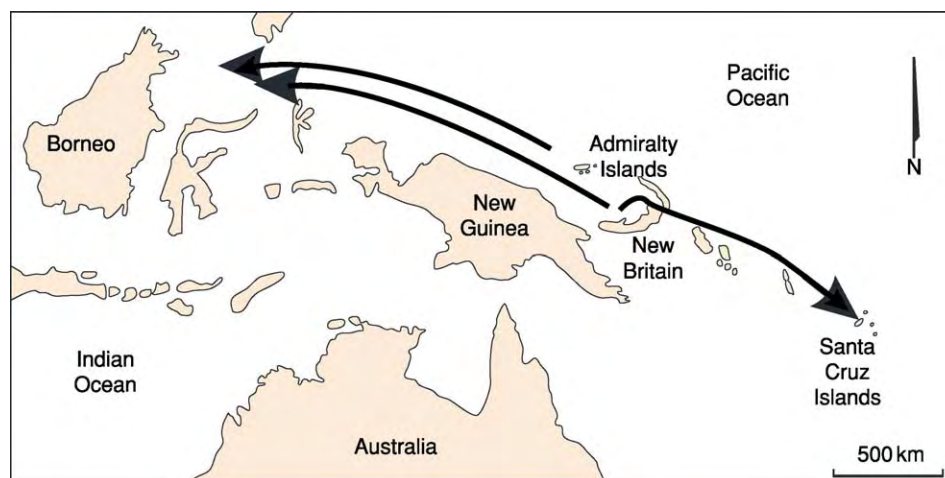 Pacific
Ocean
N
Borneo
Admiralty
Islands
New
Guinea
New
Britain
Indian
Ocean
Santa
Cruz
Islands
Australia
500 km